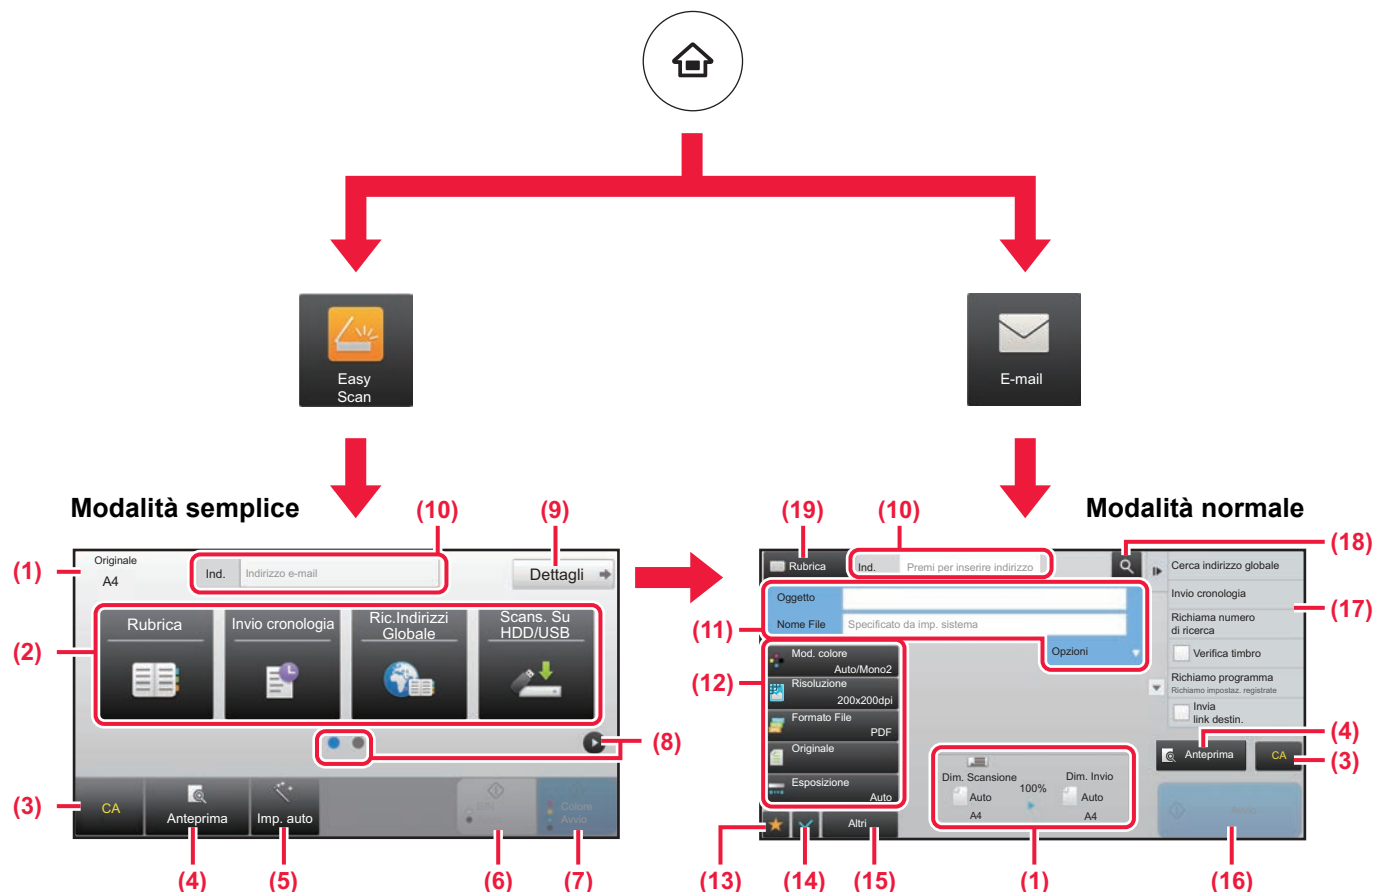 Easy
Scan
E-mail
Modalità semplice
(10)
(9)
(19)
(10)
Modalità normale
(18)
(1)
Originale
A4
Ind.
Indirizzo e-mail
Dettagli
Rubrica
Ind.
Premi per inserire indirizzo
Cerca indirizzo globale
Invio cronologia
(17)
Richiama numero
di ricerca
Verifica timbro
Richiamo programma
Richiamo impostaz. registrate
Invia
link destin.
(11)
Oggetto
Nome File
Specificato da imp. sistema
Opzioni
(2)
Rubrica
Invio cronologia
Ric.Indirizzi
Globale
Scans. Su
HDD/USB
(12)
Mod. colore
Auto/Mono2
Risoluzione
200x200dpi
Formato File
PDF
Originale
Esposizione
Auto
(8)
(4)
Anteprima
CA
(3)
Dim. Scansione
Auto
A4
100%
Dim. Invio
Auto
A4
(3)
CA
Anteprima
Imp. auto
B/N
Colore
Avvio
Altri
(4)
(5)
(6)
(7)
(13)
(14)
(15)
(1)
(16)